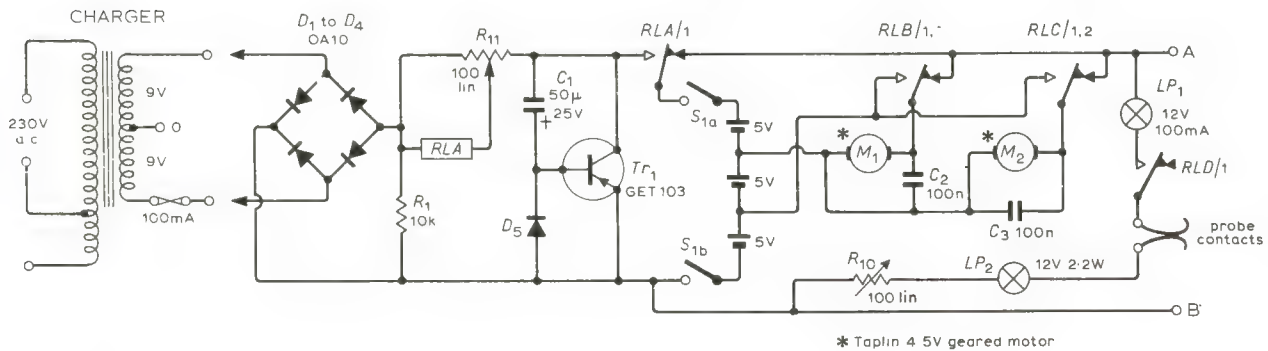 CHARGER
D1 to D4
OA10
R11
100
lin
RLA/1
RLB/1,-
RLC/1,2
A
9V
O
9V
230V
a c
100mA
C1
50μ
25V
+
S1a
5V
5V
5V
S1b
RLA
Tr1
GET 103
R1
10k
D5
* M1
* M2
C2
100n
C3 100n
LP1
12V
100mA
RLD/1
probe
contacts
R10
100 lin
LP2
12V 2·2W
B
* Taplin 4 5V geared motor